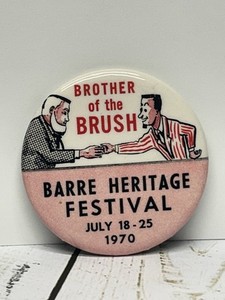 BROTHER
of the
BRUSH
BARRE HERITAGE
FESTIVAL
JULY 18-25
1970